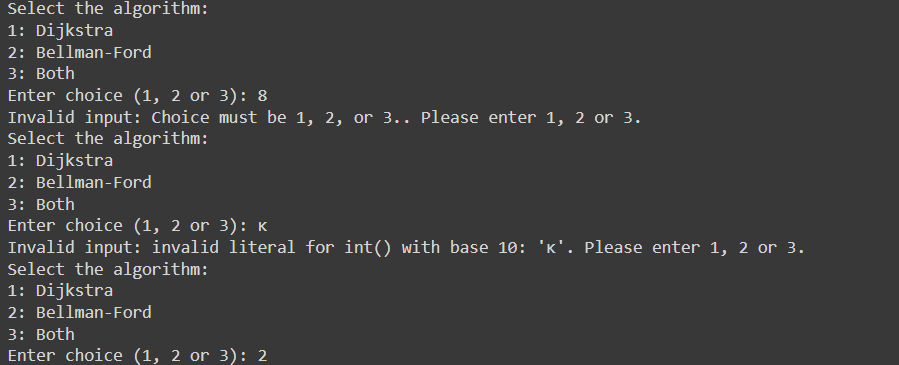 Select the algorithm:
1: Dijkstra
2: Bellman-Ford
3: Both
Enter choice (1, 2 or 3): 8
Invalid input: Choice must be 1, 2, or 3.. Please enter 1, 2 or 3.
Select the algorithm:
1: Dijkstra
2: Bellman-Ford
3: Both
Enter choice (1, 2 or 3): κ
Invalid input: invalid literal for int() with base 10: 'κ'. Please enter 1, 2 or 3.
Select the algorithm:
1: Dijkstra
2: Bellman-Ford
3: Both
Enter choice (1, 2 or 3): 2